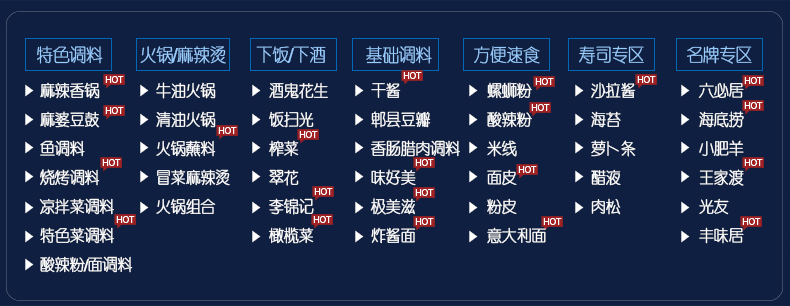 特色调料 火锅/麻辣烫 下饭/下酒 基础调料 方便速食 寿司专区 名牌专区
麻辣香锅 HOT 牛油火锅 酒鬼花生 干酱 HOT 螺蛳粉 HOT 沙拉酱 HOT 六必居 HOT
麻婆豆豉 HOT 清油火锅 饭扫光 郫县豆瓣 酸辣粉 HOT 海苔 海底捞 HOT
鱼调料 火锅蘸料 HOT 榨菜 HOT 香肠腊肉调料 米线 萝卜条 小肥羊
烧烤调料 HOT 冒菜麻辣烫 翠花 味好美 HOT 面皮 HOT 醋液 王家渡 HOT
凉拌菜调料 火锅组合 李锦记 HOT 极美滋 HOT 粉皮 肉松 光友
特色菜调料 HOT 橄榄菜 HOT 炸酱面 HOT 意大利面 HOT 丰味居 HOT
酸辣粉/面调料